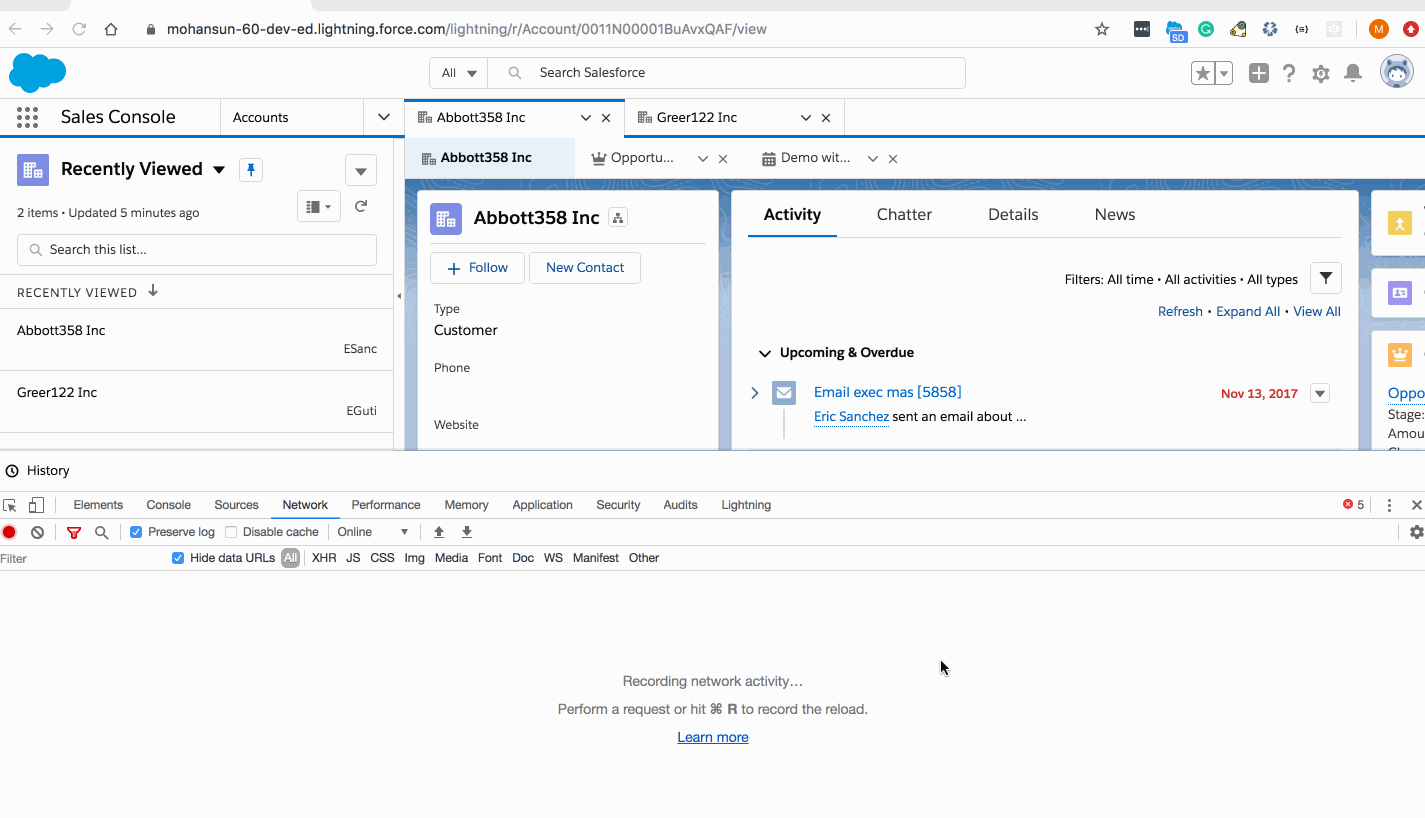 mohansun-60-dev-ed.lightning.force.com/lightning/r/Account/0011N00001BuAvxQAF/view
SD
M
All
Search Salesforce
Sales Console
Accounts
Abbott358 Inc
Greer122 Inc
Abbott358 Inc
Opportu...
Demo wit...
Recently Viewed
2 items • Updated 5 minutes ago
Search this list...
RECENTLY VIEWED
Abbott358 Inc
ESanc
Greer122 Inc
EGuti
Abbott358 Inc
Follow
New Contact
Type
Customer
Phone
Website
Activity
Chatter
Details
News
Filters: All time • All activities • All types
Refresh • Expand All • View All
Upcoming & Overdue
Email exec mas [5858]
Nov 13, 2017
Eric Sanchez sent an email about ...
Oppo
Stage:
Amou
History
Elements
Console
Sources
Network
Performance
Memory
Application
Security
Audits
Lightning
5
Preserve log
Disable cache
Online
Filter
Hide data URLs
All
XHR
JS
CSS
Img
Media
Font
Doc
WS
Manifest
Other
Recording network activity…
Perform a request or hit ⌘ R to record the reload.
Learn more